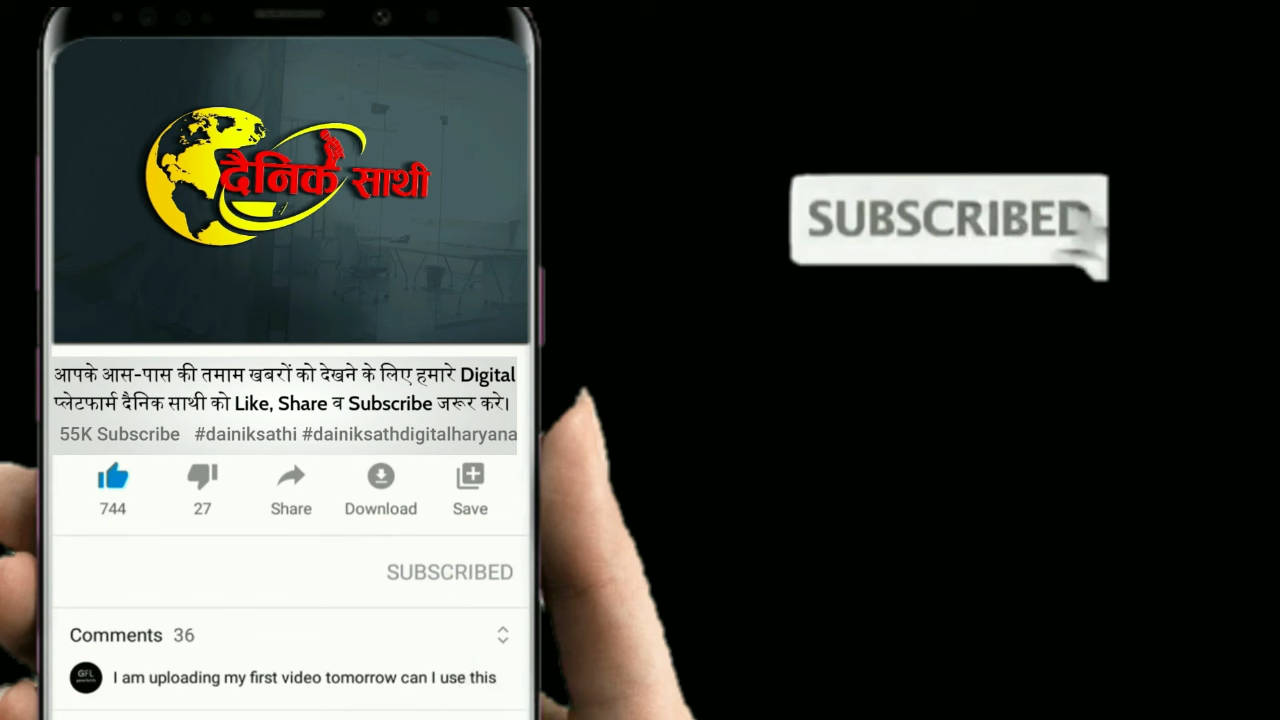 दैनिक साथी
आपके आस-पास की तमाम खबरों को देखने के लिए हमारे Digital
प्लेटफार्म दैनिक साथी को Like, Share व Subscribe जरूर करे।
55K Subscribe #dainiksathi #dainiksathdigitalharyana
744 27 Share Download Save
SUBSCRIBED
Comments 36
GFL
I am uploading my first video tomorrow can I use this
SUBSCRIBED